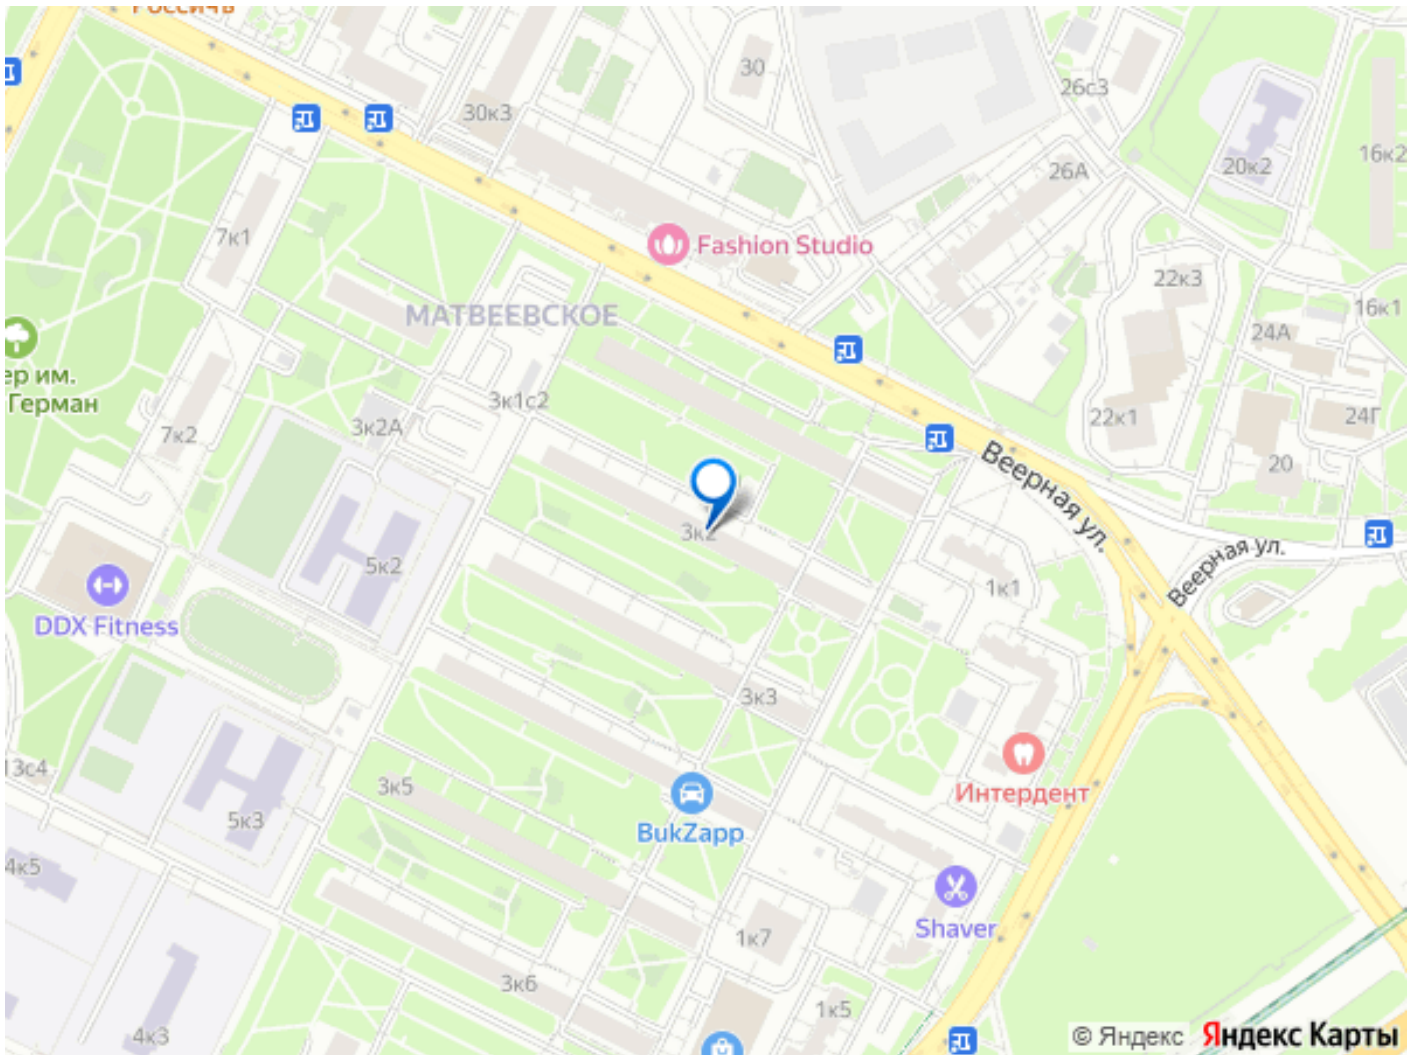 Россичъ
30
26с3
30к3
16к2
20к2
26А
7к1
Fashion Studio
22к3
МАТВЕЕВСКОЕ
16к1
24А
ер им.
Герман
3к1с2
22к1
24Г
3к2А
7к2
Веерная ул.
20
3к2
Веерная ул.
5к2
1к1
DDX Fitness
3к3
13с4
3к5
Интердент
5к3
BukZapp
4к5
Shaver
1к7
3к6
1к5
4к3
© Яндекс Яндекс Карты